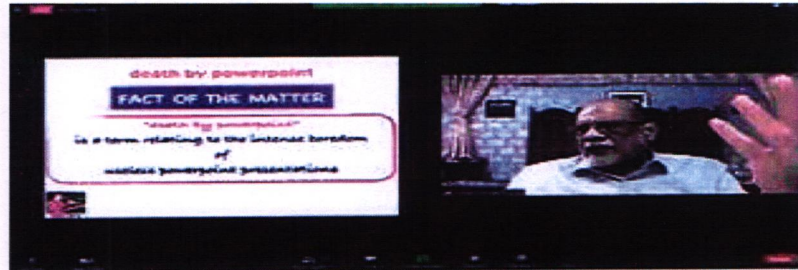 death by powerpoint
FACT OF THE MATTER
"death by powerpoint"
is a term relating to the intense boredom
of
useless powerpoint presentations